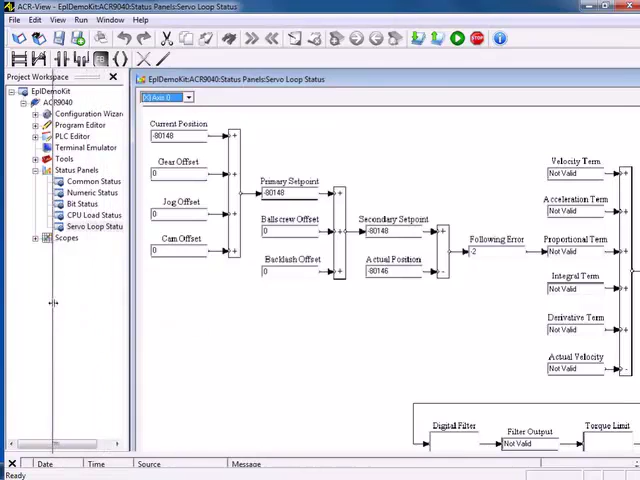 ACR-View - EplDemoKit:ACR9040:Status Panels:Servo Loop Status
File Edit View Run Window Help
STOP
FB
Project Workspace
EplDemoKit
ACR9040
Configuration Wizar
Program Editor
PLC Editor
Terminal Emulator
Tools
Status Panels
Common Status
Numeric Status
Bit Status
CPU Load Status
Servo Loop Statu
Scopes
EplDemoKit:ACR9040:Status Panels:Servo Loop Status
(X) Axis 0
Current Position
-80148
Gear Offset
0
Jog Offset
0
Cam Offset
0
Primary Setpoint
-80148
Ballscrew Offset
0
Backlash Offset
0
Secondary Setpoint
-80148
Actual Position
-80146
Following Error
-2
Velocity Term
Not Valid
Acceleration Term
Not Valid
Proportional Term
Not Valid
Integral Term
Not Valid
Derivative Term
Not Valid
Actual Velocity
Not Valid
Digital Filter
Filter Output
Not Valid
Torque Limit
Date Time Source Message
Ready